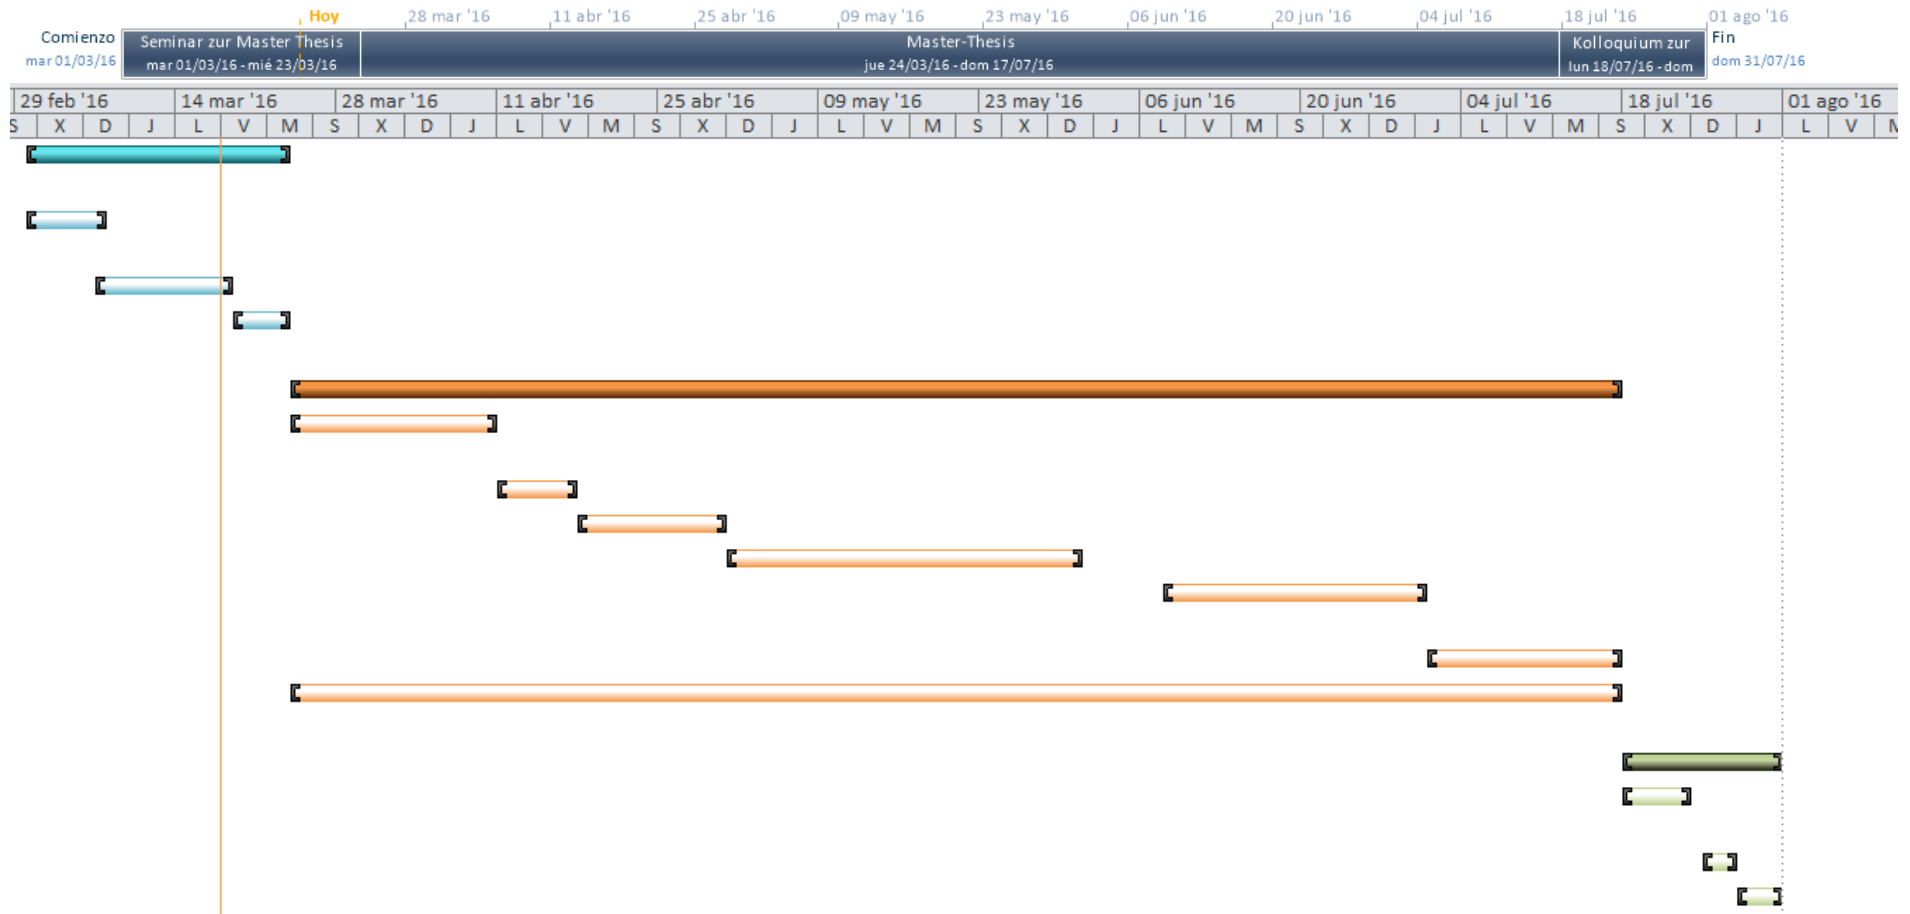 Hoy 28 mar '16 11 abr '16 25 abr '16 09 may '16 23 may '16 06 jun '16 20 jun '16 04 jul '16 18 jul '16 01 ago '16
Comienzo Seminar zur Master Thesis Master-Thesis Kolloquium zur Fin
mar 01/03/16 mar 01/03/16 - mié 23/03/16 jue 24/03/16 - dom 17/07/16 lun 18/07/16 - dom dom 31/07/16
29 feb '16 14 mar '16 28 mar '16 11 abr '16 25 abr '16 09 may '16 23 may '16 06 jun '16 20 jun '16 04 jul '16 18 jul '16 01 ago '16
S X D J L V M S X D J L V M S X D J L V M S X D J L V M S X D J L V M S X D J L V M